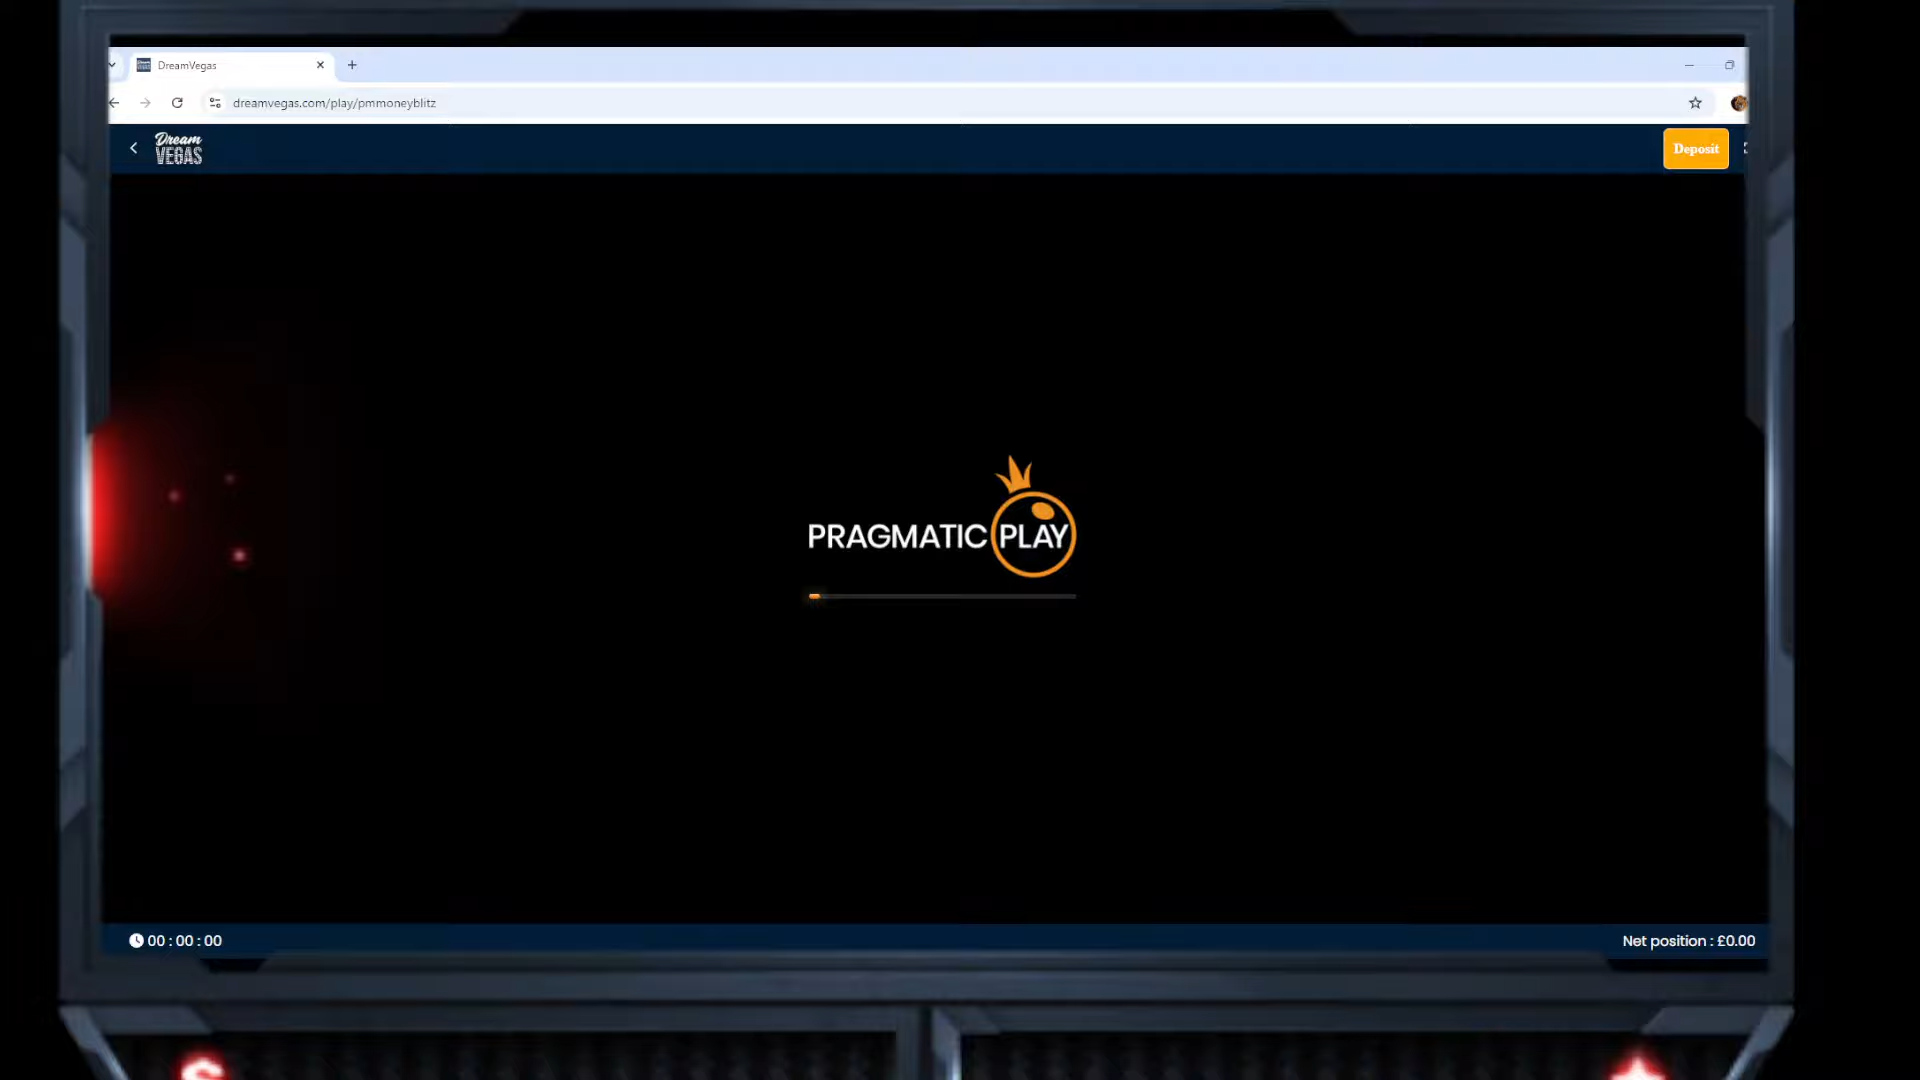 DreamVegas
dreamvegas.com/play/pmmoneyblitz
Dream
VEGAS
Deposit
PRAGMATIC PLAY
00 : 00 : 00
Net position : £0.00